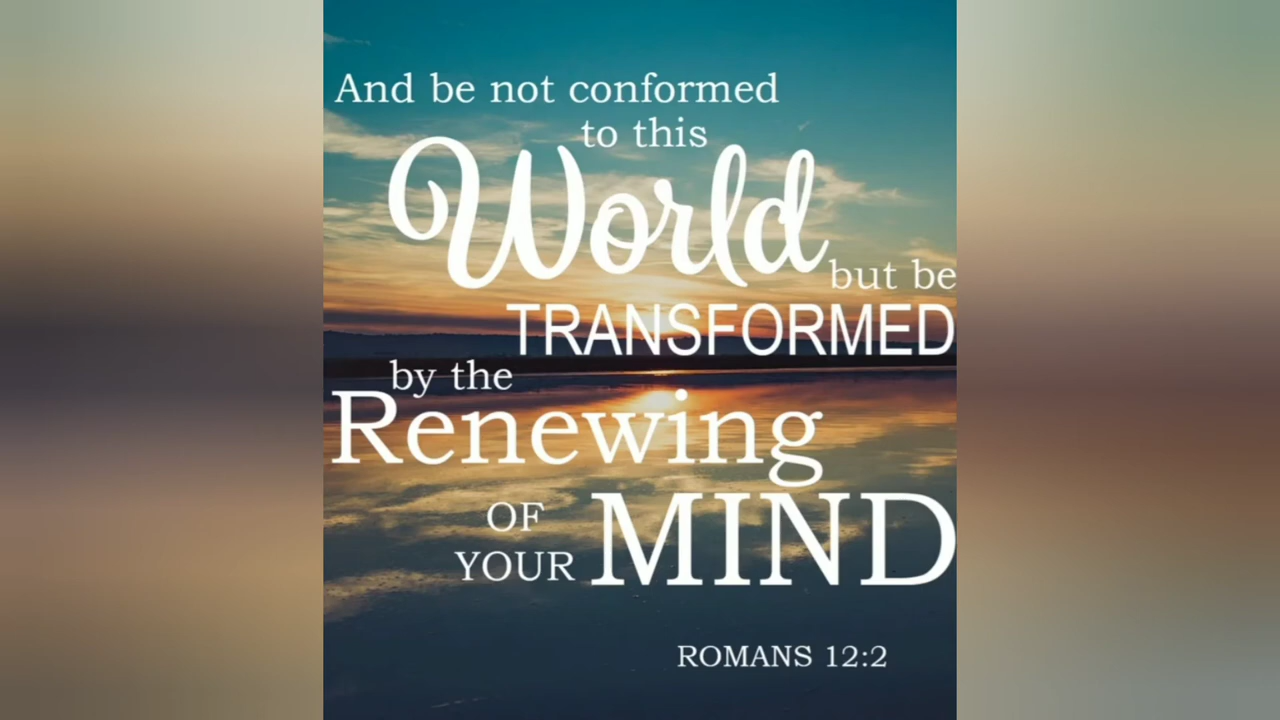 And be not conformed
to this
World
but be
TRANSFORMED
by the
Renewing
OF
YOUR MIND
ROMANS 12:2